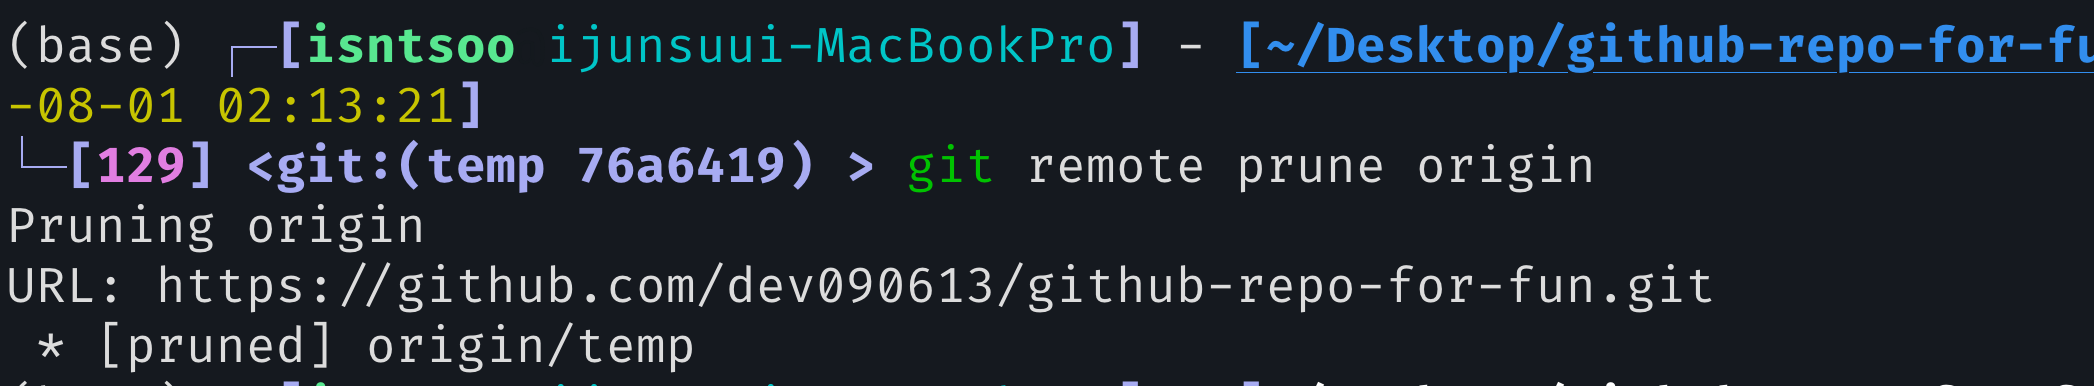 (base) ┌─[isntsoo ijunsuui-MacBookPro] - [~/Desktop/github-repo-for-fu
-08-01 02:13:21]
└─[129] <git:(temp 76a6419) > git remote prune origin
Pruning origin
URL: https://github.com/dev090613/github-repo-for-fun.git
 * [pruned] origin/temp